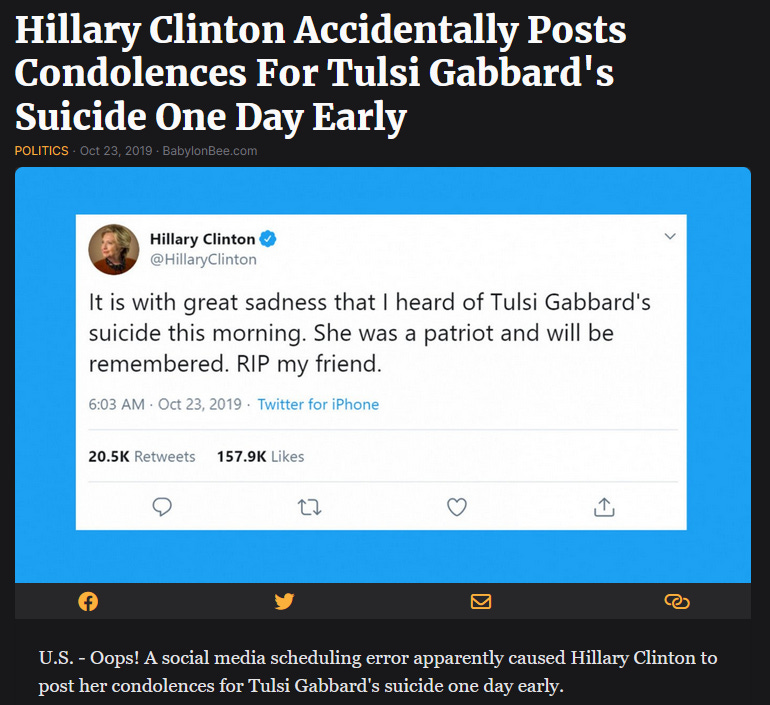 Hillary Clinton Accidentally Posts
Condolences For Tulsi Gabbard's
Suicide One Day Early
POLITICS · Oct 23, 2019 · BabylonBee.com
Hillary Clinton
@HillaryClinton
It is with great sadness that I heard of Tulsi Gabbard's
suicide this morning. She was a patriot and will be
remembered. RIP my friend.
6:03 AM · Oct 23, 2019 · Twitter for iPhone
20.5K Retweets 157.9K Likes
U.S. - Oops! A social media scheduling error apparently caused Hillary Clinton to
post her condolences for Tulsi Gabbard's suicide one day early.